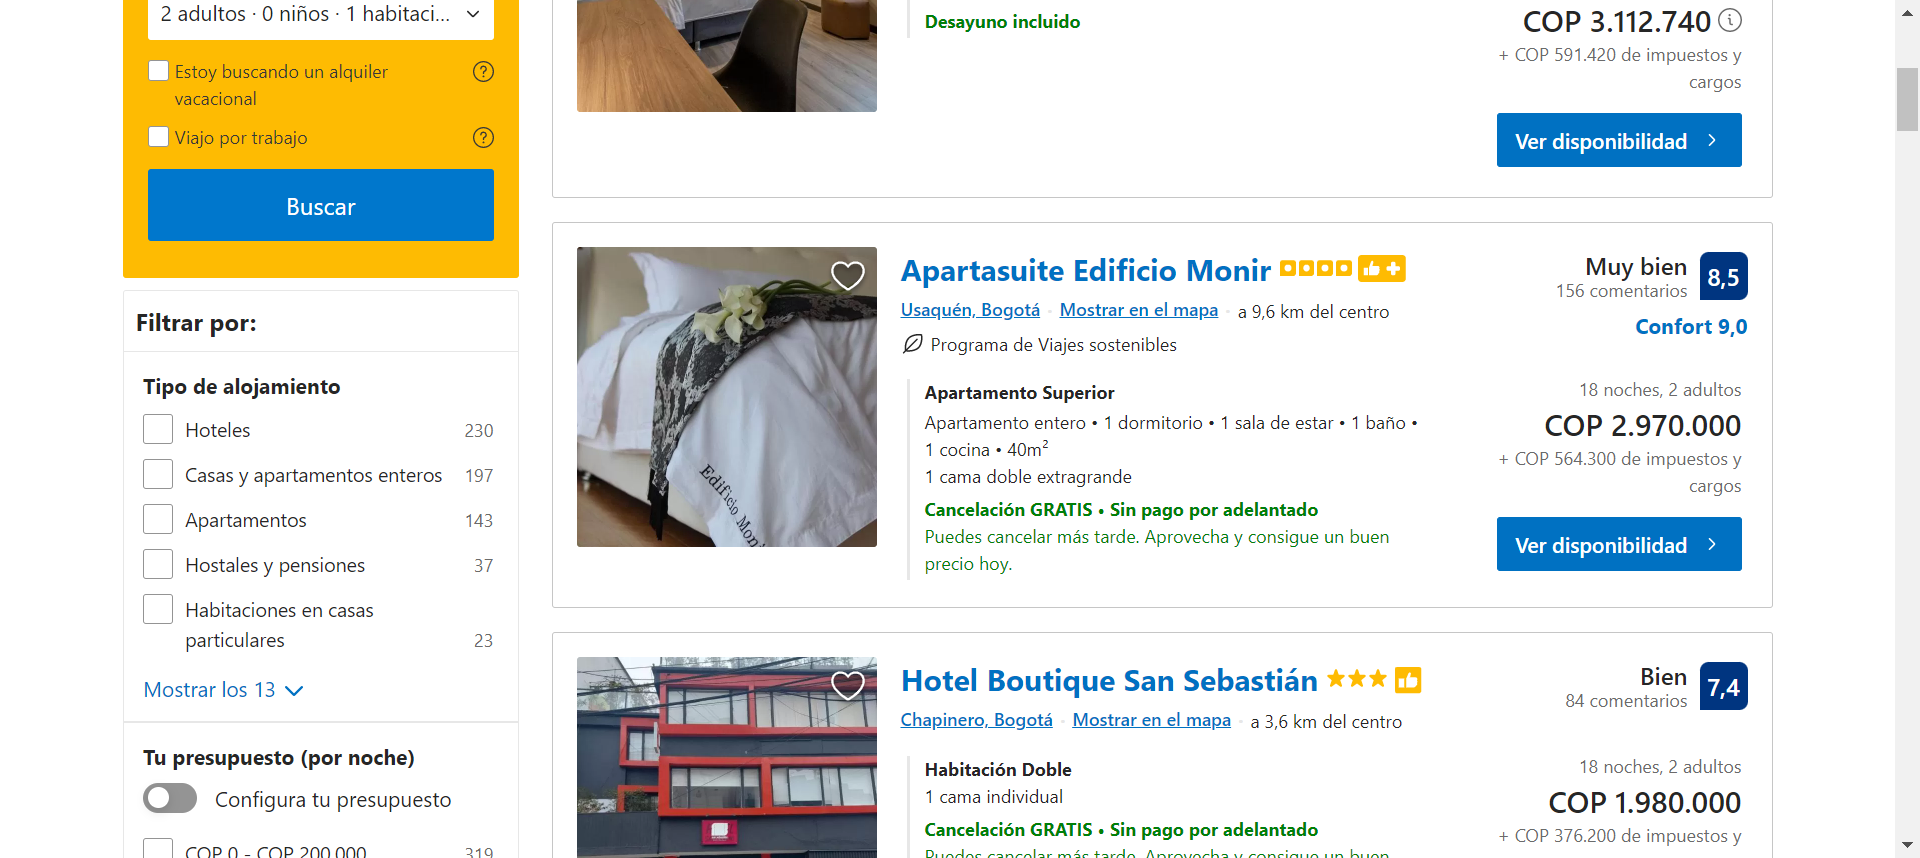 2 adultos · 0 niños · 1 habitaci...
Estoy buscando un alquiler
vacacional
Viajo por trabajo
Buscar
Filtrar por:
Tipo de alojamiento
Hoteles 230
Casas y apartamentos enteros 197
Apartamentos 143
Hostales y pensiones 37
Habitaciones en casas
particulares 23
Mostrar los 13
Tu presupuesto (por noche)
Configura tu presupuesto
COP 0 - COP 200.000 319
Desayuno incluido
COP 3.112.740
+ COP 591.420 de impuestos y
cargos
Ver disponibilidad
Apartasuite Edificio Monir
Muy bien 8,5
156 comentarios
Usaquén, Bogotá · Mostrar en el mapa · a 9,6 km del centro
Confort 9,0
Programa de Viajes sostenibles
Apartamento Superior
Apartamento entero • 1 dormitorio • 1 sala de estar • 1 baño •
1 cocina • 40m²
1 cama doble extragrande
Cancelación GRATIS • Sin pago por adelantado
Puedes cancelar más tarde. Aprovecha y consigue un buen
precio hoy.
18 noches, 2 adultos
COP 2.970.000
+ COP 564.300 de impuestos y
cargos
Ver disponibilidad
Edificio Moni
Hotel Boutique San Sebastián
Bien 7,4
84 comentarios
Chapinero, Bogotá · Mostrar en el mapa · a 3,6 km del centro
Habitación Doble
1 cama individual
Cancelación GRATIS • Sin pago por adelantado
Puedes cancelar más tarde. Aprovecha y consigue un buen
18 noches, 2 adultos
COP 1.980.000
+ COP 376.200 de impuestos y